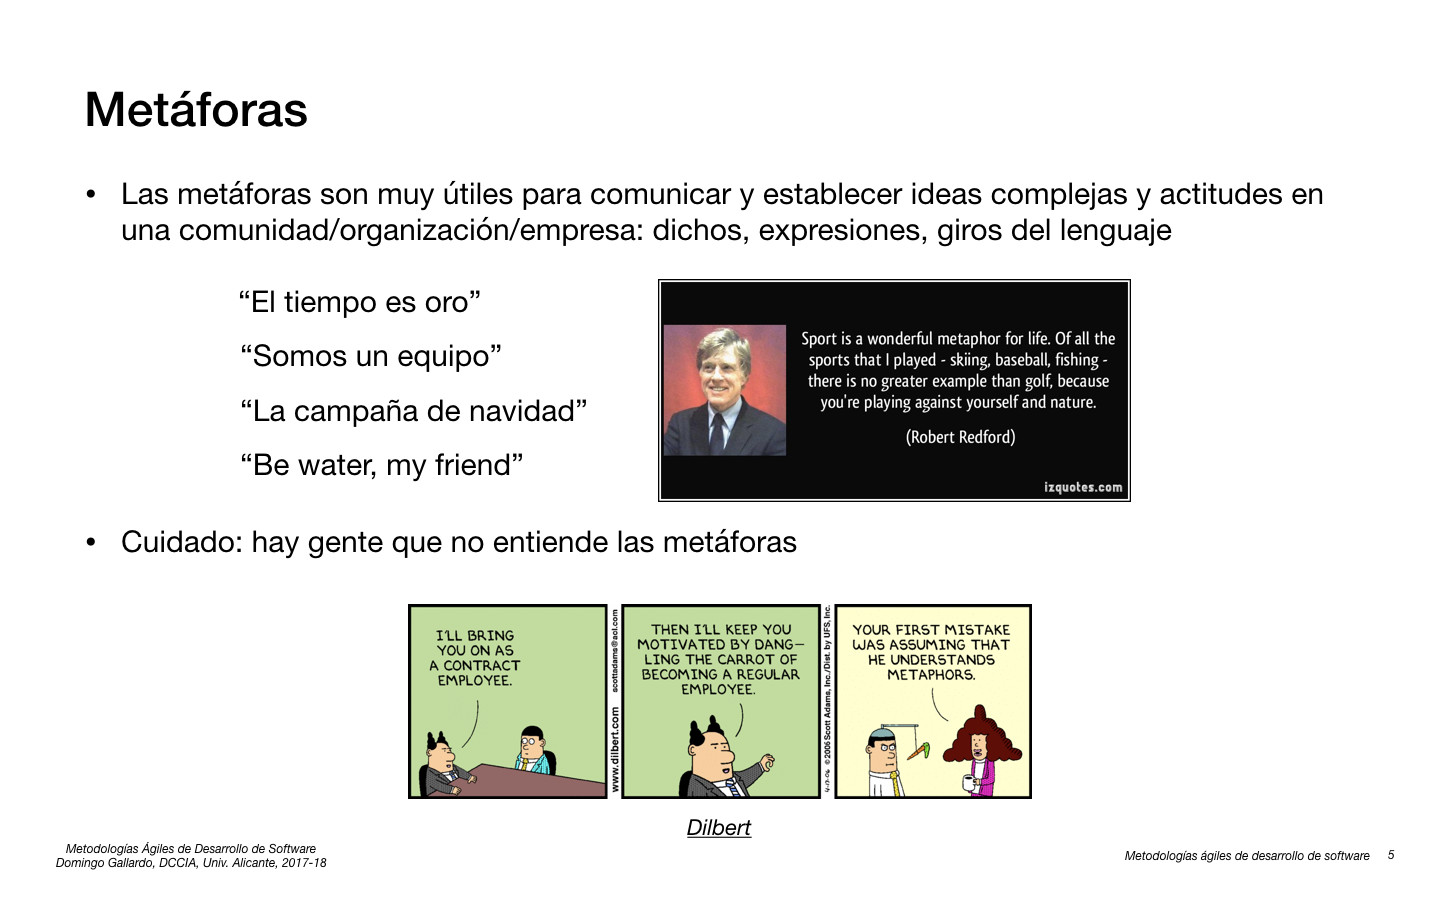 Metáforas
• Las metáforas son muy útiles para comunicar y establecer ideas complejas y actitudes en
una comunidad/organización/empresa: dichos, expresiones, giros del lenguaje
“El tiempo es oro”
“Somos un equipo”
“La campaña de navidad”
“Be water, my friend”
Sport is a wonderful metaphor for life. Of all the
sports that I played - skiing, baseball, fishing -
there is no greater example than golf, because
you're playing against yourself and nature.
(Robert Redford)
izquotes.com
• Cuidado: hay gente que no entiende las metáforas
I'LL BRING
YOU ON AS
A CONTRACT
EMPLOYEE.
www.dilbert.com scottadams@aol.com
THEN I'LL KEEP YOU
MOTIVATED BY DANG-
LING THE CARROT OF
BECOMING A REGULAR
EMPLOYEE.
©2006 Scott Adams, Inc./Dist. by UFS, Inc.
YOUR FIRST MISTAKE
WAS ASSUMING THAT
HE UNDERSTANDS
METAPHORS.
Dilbert
Metodologías Ágiles de Desarrollo de Software
Domingo Gallardo, DCCIA, Univ. Alicante, 2017-18
Metodologías ágiles de desarrollo de software 5